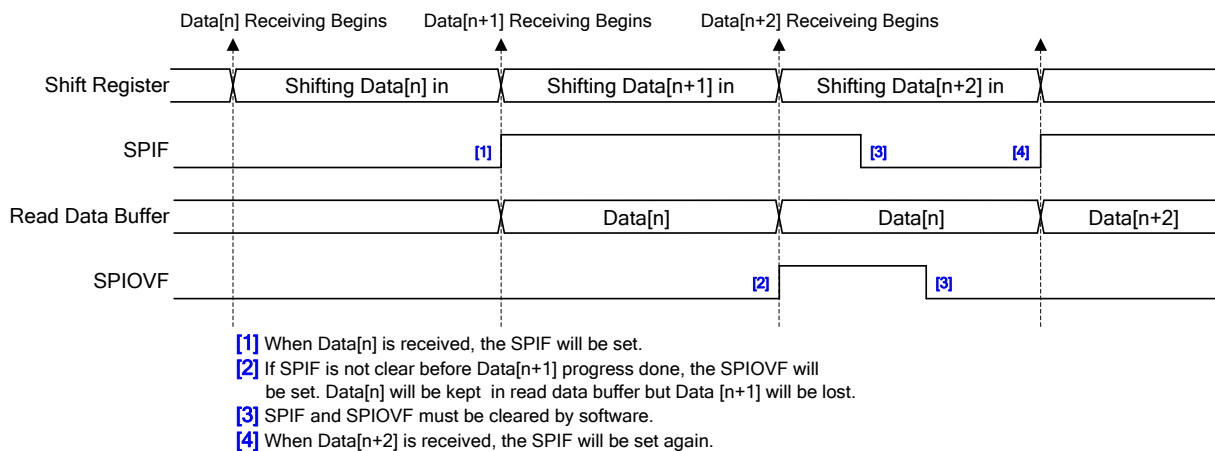 Data[n] Receiving Begins Data[n+1] Receiving Begins Data[n+2] Receiveing Begins
Shift Register Shifting Data[n] in Shifting Data[n+1] in Shifting Data[n+2] in
SPIF [1] [3] [4]
Read Data Buffer Data[n] Data[n] Data[n+2]
SPIOVF [2] [3]
[1] When Data[n] is received, the SPIF will be set.
[2] If SPIF is not clear before Data[n+1] progress done, the SPIOVF will
be set. Data[n] will be kept in read data buffer but Data [n+1] will be lost.
[3] SPIF and SPIOVF must be cleared by software.
[4] When Data[n+2] is received, the SPIF will be set again.